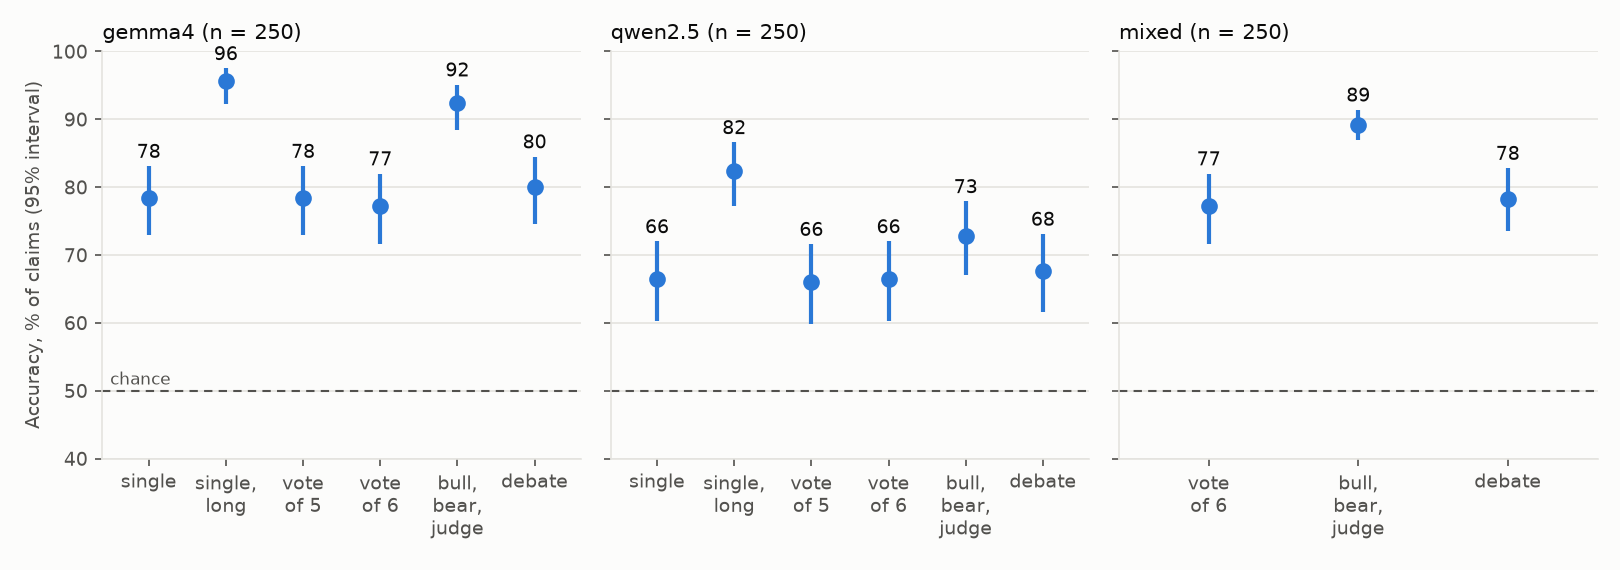 gemma4 (n = 250)
qwen2.5 (n = 250)
mixed (n = 250)
Accuracy, % of claims (95% interval)
100
90
80
70
60
50
40
chance
78
96
78
77
92
80
66
82
66
66
73
68
77
89
78
single
single,
long
vote
of 5
vote
of 6
bull,
bear,
judge
debate
single
single,
long
vote
of 5
vote
of 6
bull,
bear,
judge
debate
vote
of 6
bull,
bear,
judge
debate